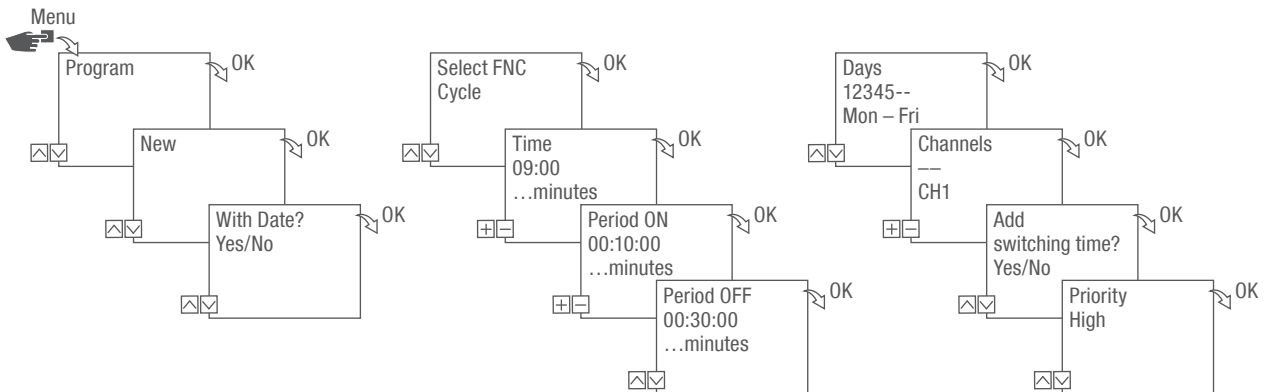 Menu
Program
OK
New
OK
With Date?
Yes/No
OK
Select FNC
Cycle
OK
Time
09:00
…minutes
OK
Period ON
00:10:00
…minutes
OK
Period OFF
00:30:00
…minutes
OK
Days
12345--
Mon – Fri
OK
Channels
––
CH1
OK
Add
switching time?
Yes/No
OK
Priority
High
OK